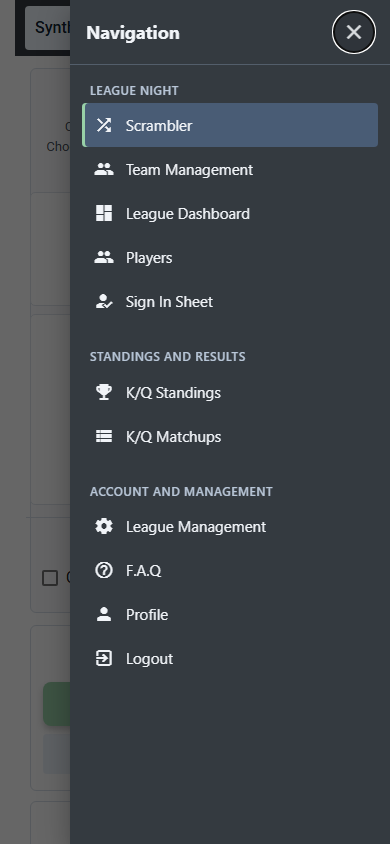 Navigation
LEAGUE NIGHT
Scrambler
Team Management
League Dashboard
Players
Sign In Sheet
STANDINGS AND RESULTS
K/Q Standings
K/Q Matchups
ACCOUNT AND MANAGEMENT
League Management
F.A.Q
Profile
Logout